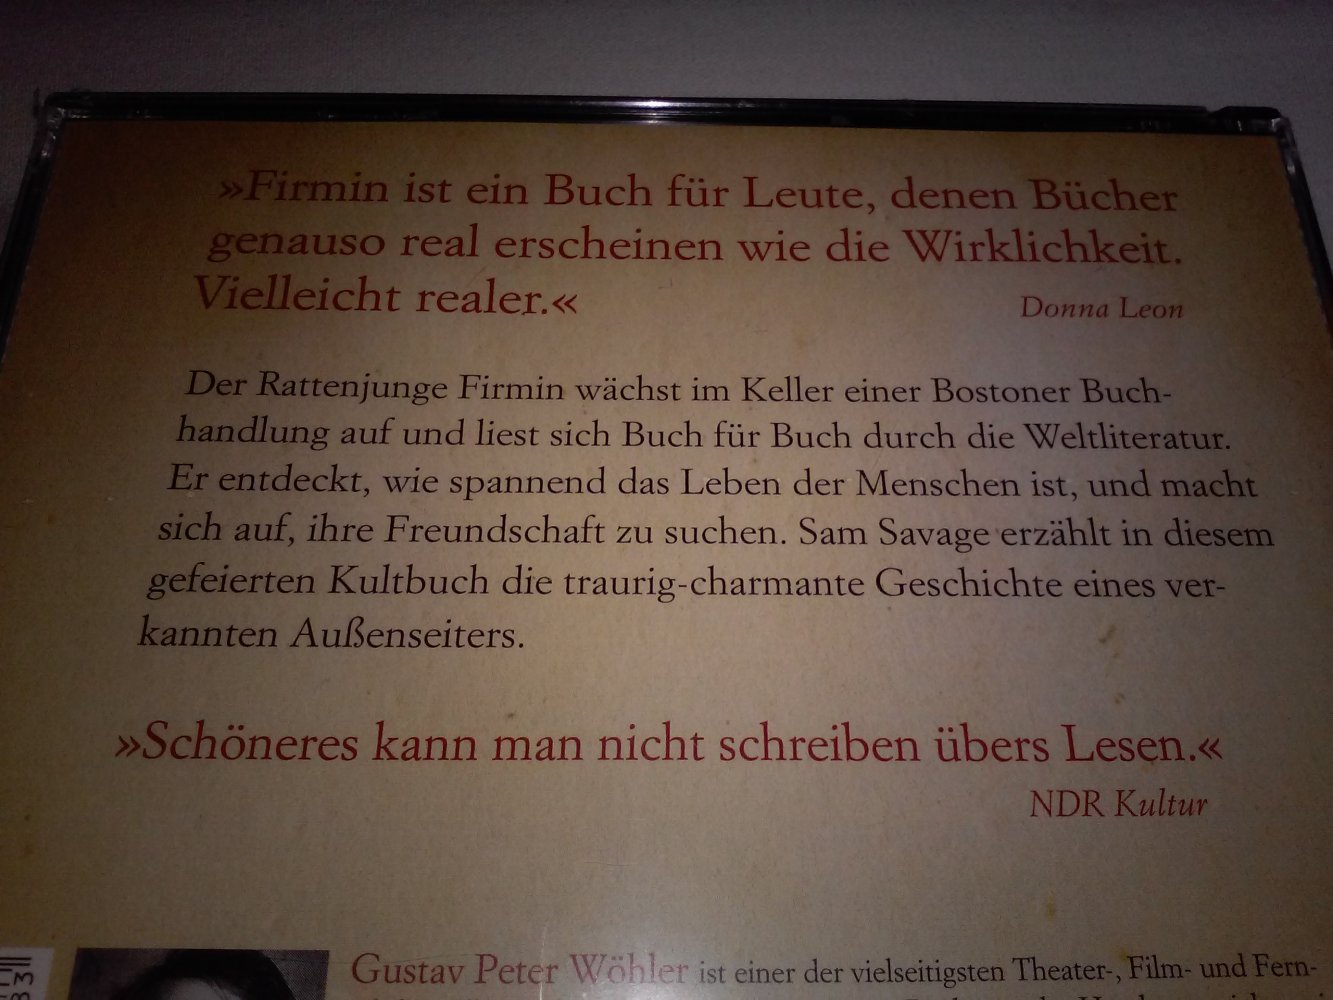 »Firmin ist ein Buch für Leute, denen Bücher
genauso real erscheinen wie die Wirklichkeit.
Vielleicht realer.«
Donna Leon
Der Rattenjunge Firmin wächst im Keller einer Bostoner Buch-
handlung auf und liest sich Buch für Buch durch die Weltliteratur.
Er entdeckt, wie spannend das Leben der Menschen ist, und macht
sich auf, ihre Freundschaft zu suchen. Sam Savage erzählt in diesem
gefeierten Kultbuch die traurig-charmante Geschichte eines ver-
kannten Außenseiters.
»Schöneres kann man nicht schreiben übers Lesen.«
NDR Kultur
Gustav Peter Wöhler ist einer der vielseitigsten Theater-, Film- und Fern-